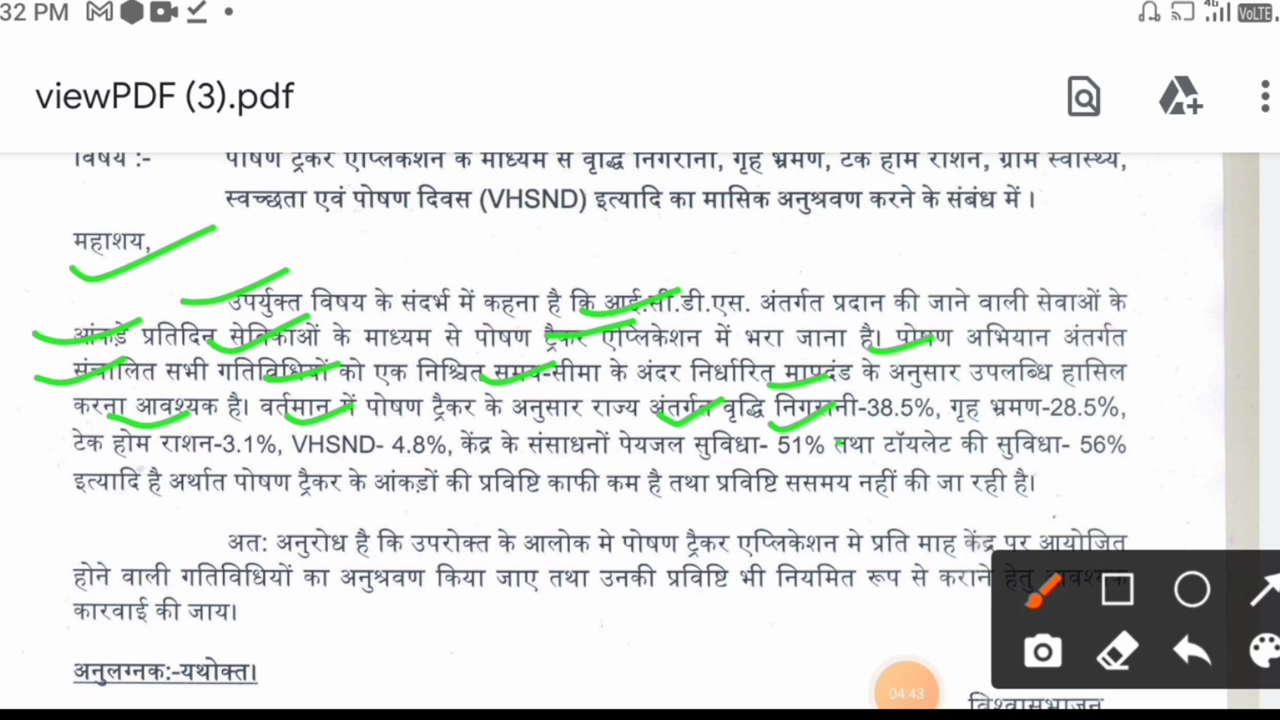 32 PM
4G VoLTE
viewPDF (3).pdf
विषय :- पोषण ट्रैकर एप्लिकेशन के माध्यम से वृद्धि निगरानी, गृह भ्रमण, टेक होम राशन, ग्राम स्वास्थ्य,
स्वच्छता एवं पोषण दिवस (VHSND) इत्यादि का मासिक अनुश्रवण करने के संबंध में ।
महाशय,
उपर्युक्त विषय के संदर्भ में कहना है कि आई.सी.डी.एस. अंतर्गत प्रदान की जाने वाली सेवाओं के
आंकड़े प्रतिदिन सेविकाओं के माध्यम से पोषण ट्रैकर एप्लिकेशन में भरा जाना है। पोषण अभियान अंतर्गत
संचालित सभी गतिविधियों को एक निश्चित समय-सीमा के अंदर निर्धारित मापदंड के अनुसार उपलब्धि हासिल
करना आवश्यक है। वर्तमान में पोषण ट्रैकर के अनुसार राज्य अंतर्गत वृद्धि निगरानी-38.5%, गृह भ्रमण-28.5%,
टेक होम राशन-3.1%, VHSND- 4.8%, केंद्र के संसाधनों पेयजल सुविधा- 51% तथा टॉयलेट की सुविधा- 56%
इत्यादि है अर्थात पोषण ट्रैकर के आंकड़ों की प्रविष्टि काफी कम है तथा प्रविष्टि ससमय नहीं की जा रही है।
अत: अनुरोध है कि उपरोक्त के आलोक मे पोषण ट्रैकर एप्लिकेशन मे प्रति माह केंद्र पर आयोजित
होने वाली गतिविधियों का अनुश्रवण किया जाए तथा उनकी प्रविष्टि भी नियमित रूप से कराने हेतु आवश्यक
कारवाई की जाय।
अनुलग्नक:-यथोक्त।
04:43
विश्वासभाजन